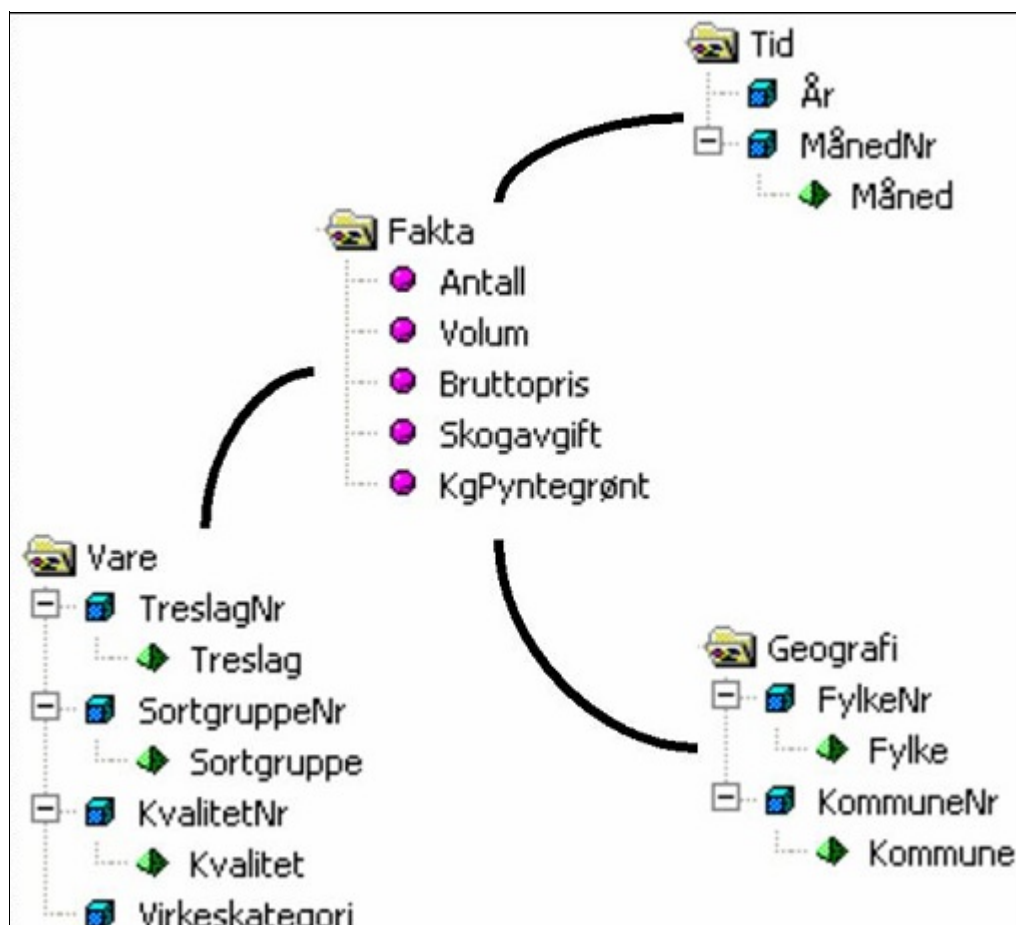 Tid
År
MånedNr
Måned
Fakta
Antall
Volum
Bruttopris
Skogavgift
KgPyntegrønt
Vare
TreslagNr
Treslag
SortgruppeNr
Sortgruppe
KvalitetNr
Kvalitet
Virkeskategori
Geografi
FylkeNr
Fylke
KommuneNr
Kommune